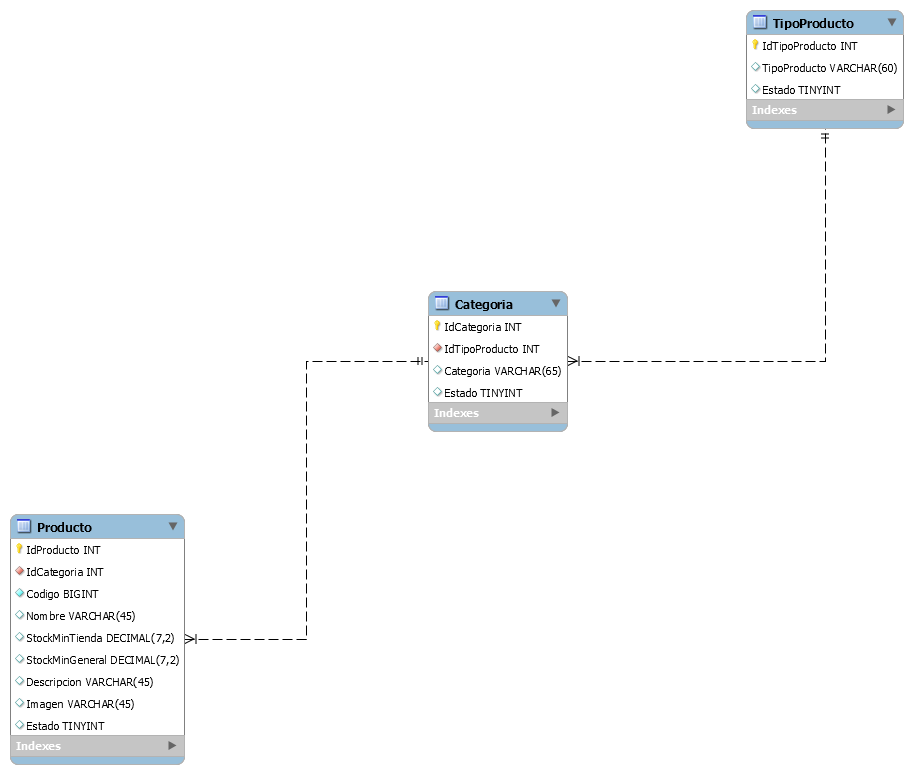 TipoProducto
IdTipoProducto INT
TipoProducto VARCHAR(60)
Estado TINYINT
Indexes
Categoria
IdCategoria INT
IdTipoProducto INT
Categoria VARCHAR(65)
Estado TINYINT
Indexes
Producto
IdProducto INT
IdCategoria INT
Codigo BIGINT
Nombre VARCHAR(45)
StockMinTienda DECIMAL(7,2)
StockMinGeneral DECIMAL(7,2)
Descripcion VARCHAR(45)
Imagen VARCHAR(45)
Estado TINYINT
Indexes